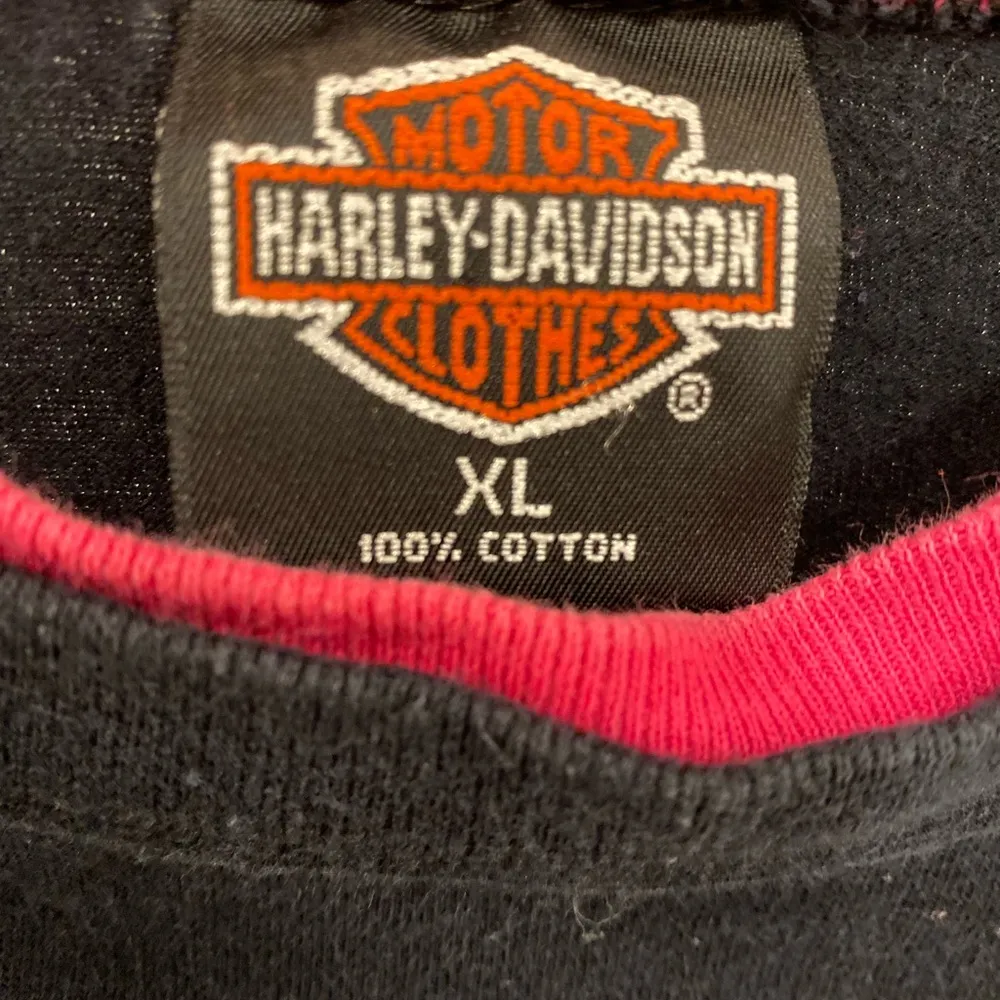 MOTOR
HARLEY-DAVIDSON
CLOTHES
®
XL
100% COTTON